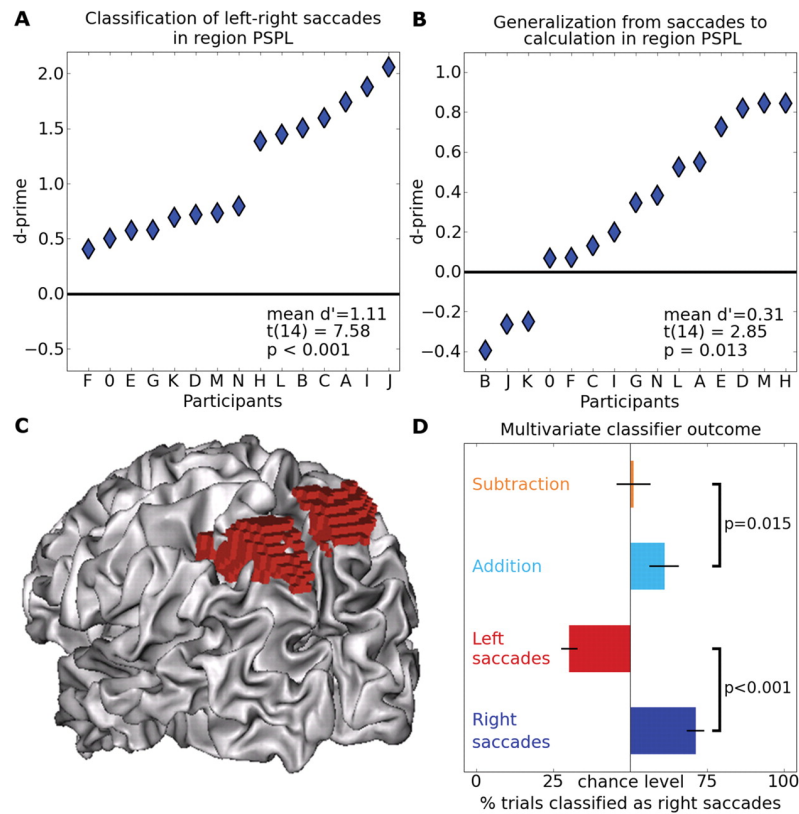 A
Classification of left-right saccades
in region PSPL
2.0
1.5
1.0
0.5
0.0
−0.5
d-prime
mean d'=1.11
t(14) = 7.58
p < 0.001
F 0 E G K D M N H L B C A I J
Participants
B
Generalization from saccades to
calculation in region PSPL
1.0
0.8
0.6
0.4
0.2
0.0
−0.2
−0.4
d-prime
mean d'=0.31
t(14) = 2.85
p = 0.013
B J K 0 F C I G N L A E D M H
Participants
C
D
Multivariate classifier outcome
Subtraction
Addition
Left
saccades
Right
saccades
p=0.015
p<0.001
0 25 chance level 75 100
% trials classified as right saccades